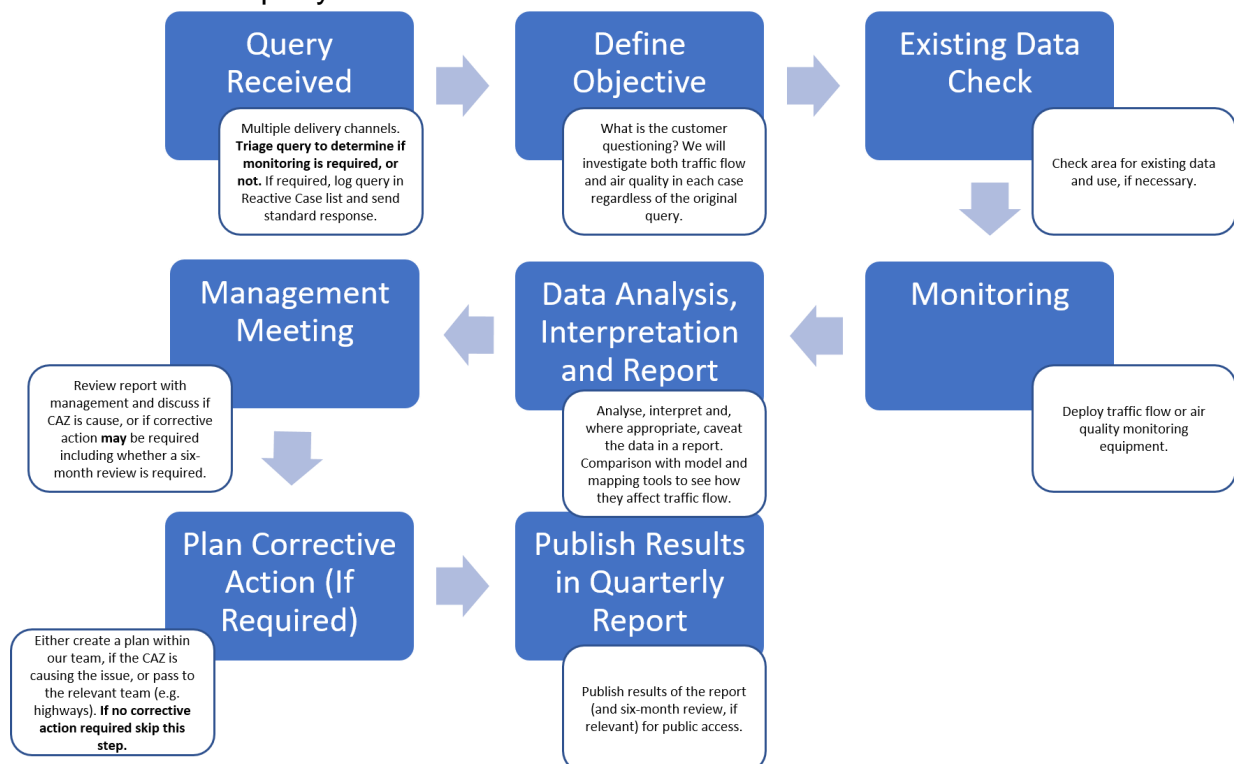 Query
Received
Multiple delivery channels.
Triage query to determine if
monitoring is required, or
not. If required, log query in
Reactive Case list and send
standard response.
Define
Objective
What is the customer
questioning? We will
investigate both traffic flow
and air quality in each case
regardless of the original
query.
Existing Data
Check
Check area for existing data
and use, if necessary.
Monitoring
Deploy traffic flow or air
quality monitoring
equipment.
Data Analysis,
Interpretation
and Report
Analyse, interpret and,
where appropriate, caveat
the data in a report.
Comparison with model and
mapping tools to see how
they affect traffic flow.
Management
Meeting
Review report with
management and discuss if
CAZ is cause, or if corrective
action may be required
including whether a six-
month review is required.
Plan Corrective
Action (If
Required)
Either create a plan within
our team, if the CAZ is
causing the issue, or pass to
the relevant team (e.g.
highways). If no corrective
action required skip this
step.
Publish Results
in Quarterly
Report
Publish results of the report
(and six-month review, if
relevant) for public access.